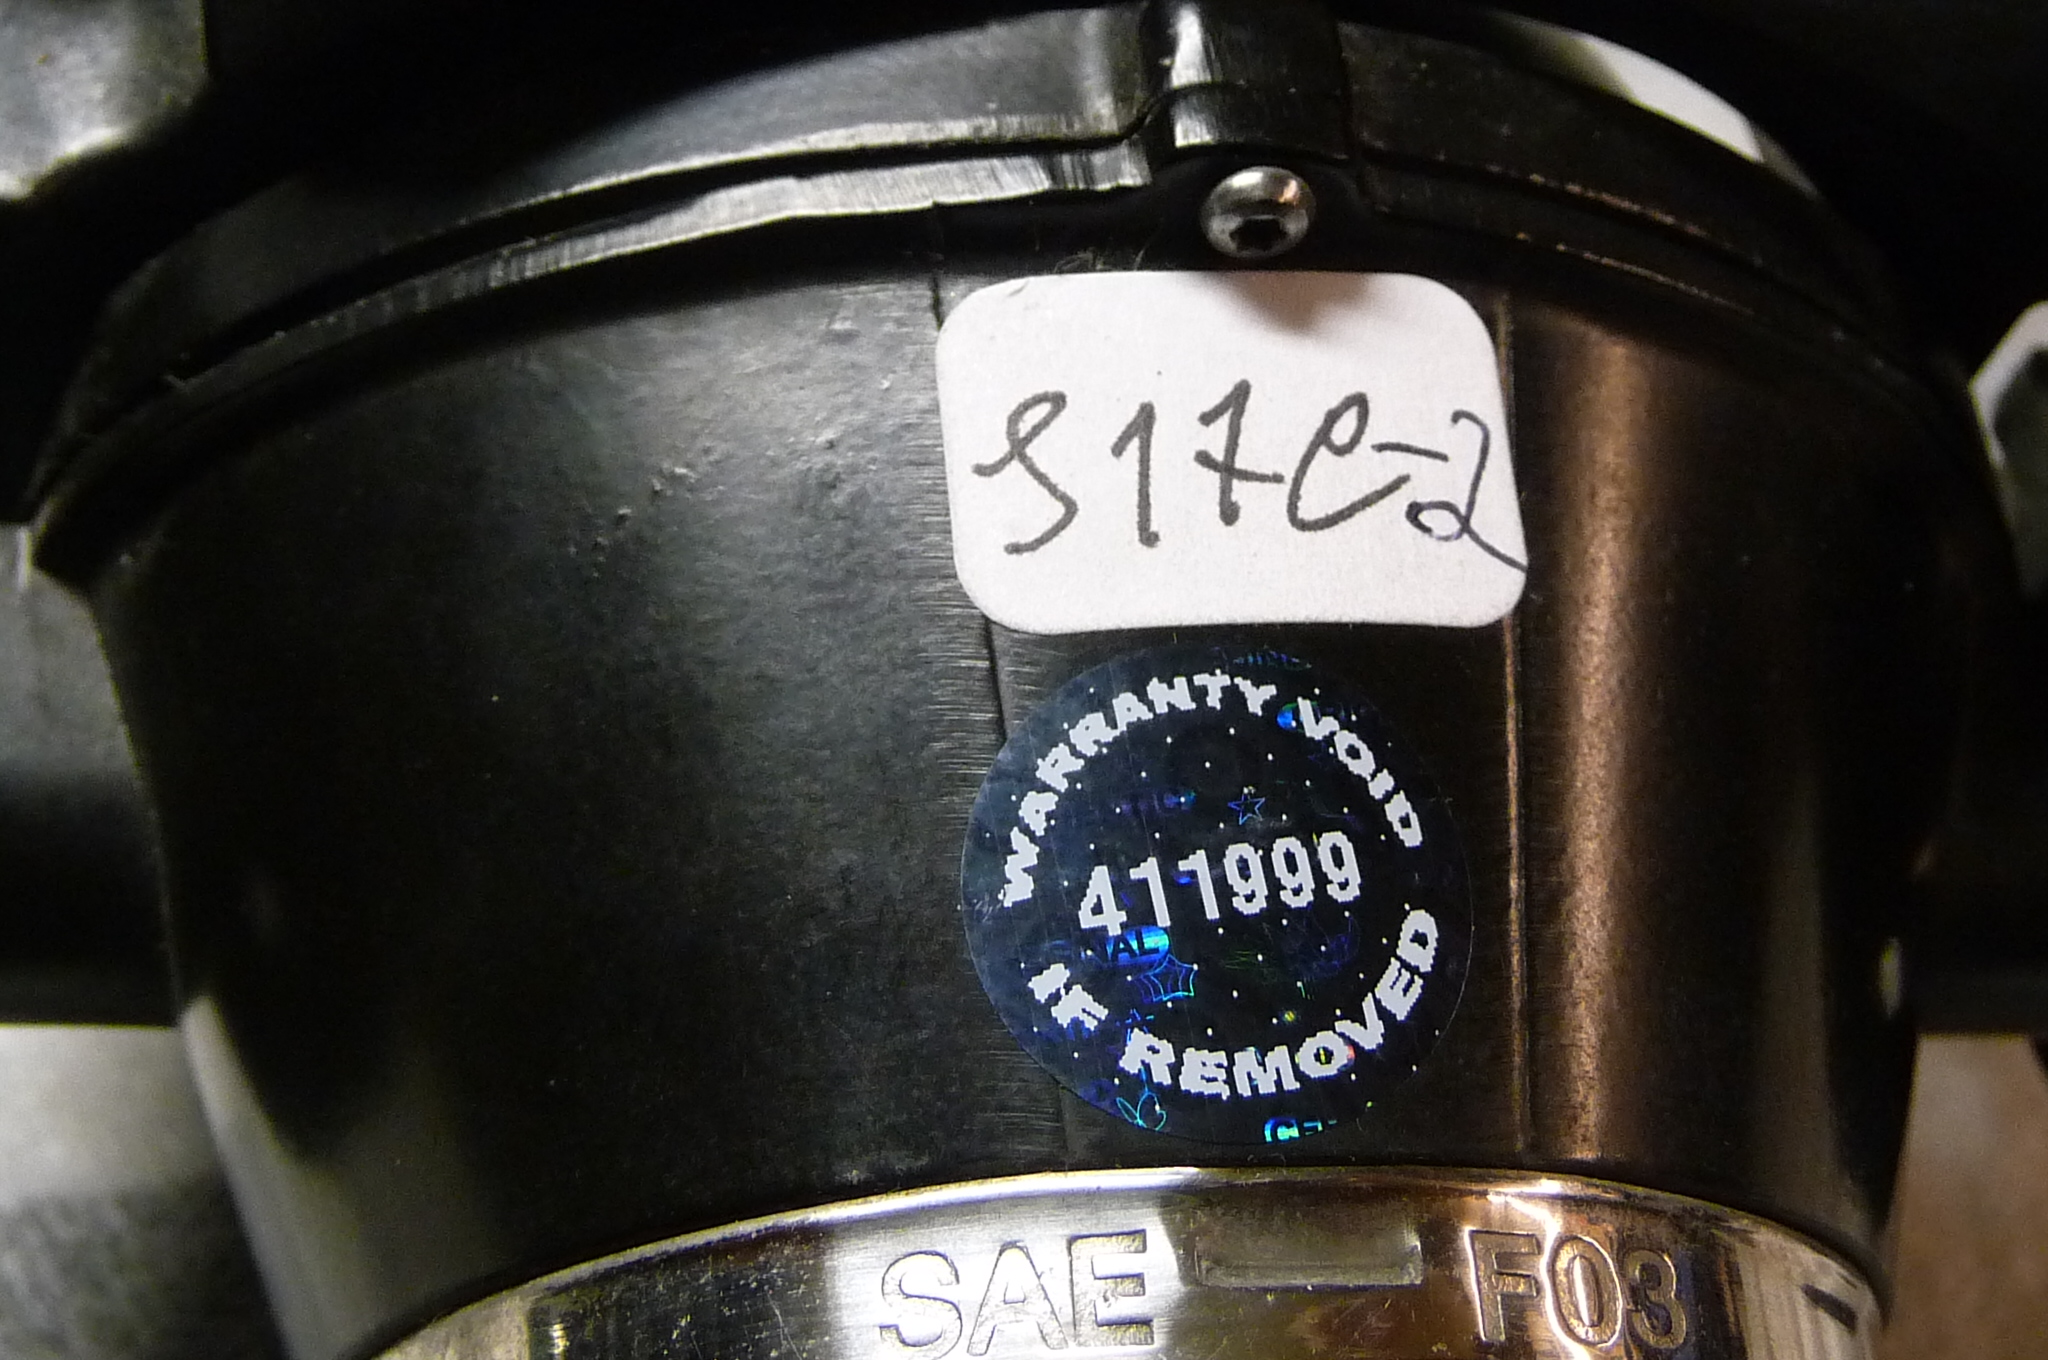 S17C-2
WARRANTY VOID
411999
IF REMOVED
SAE F03